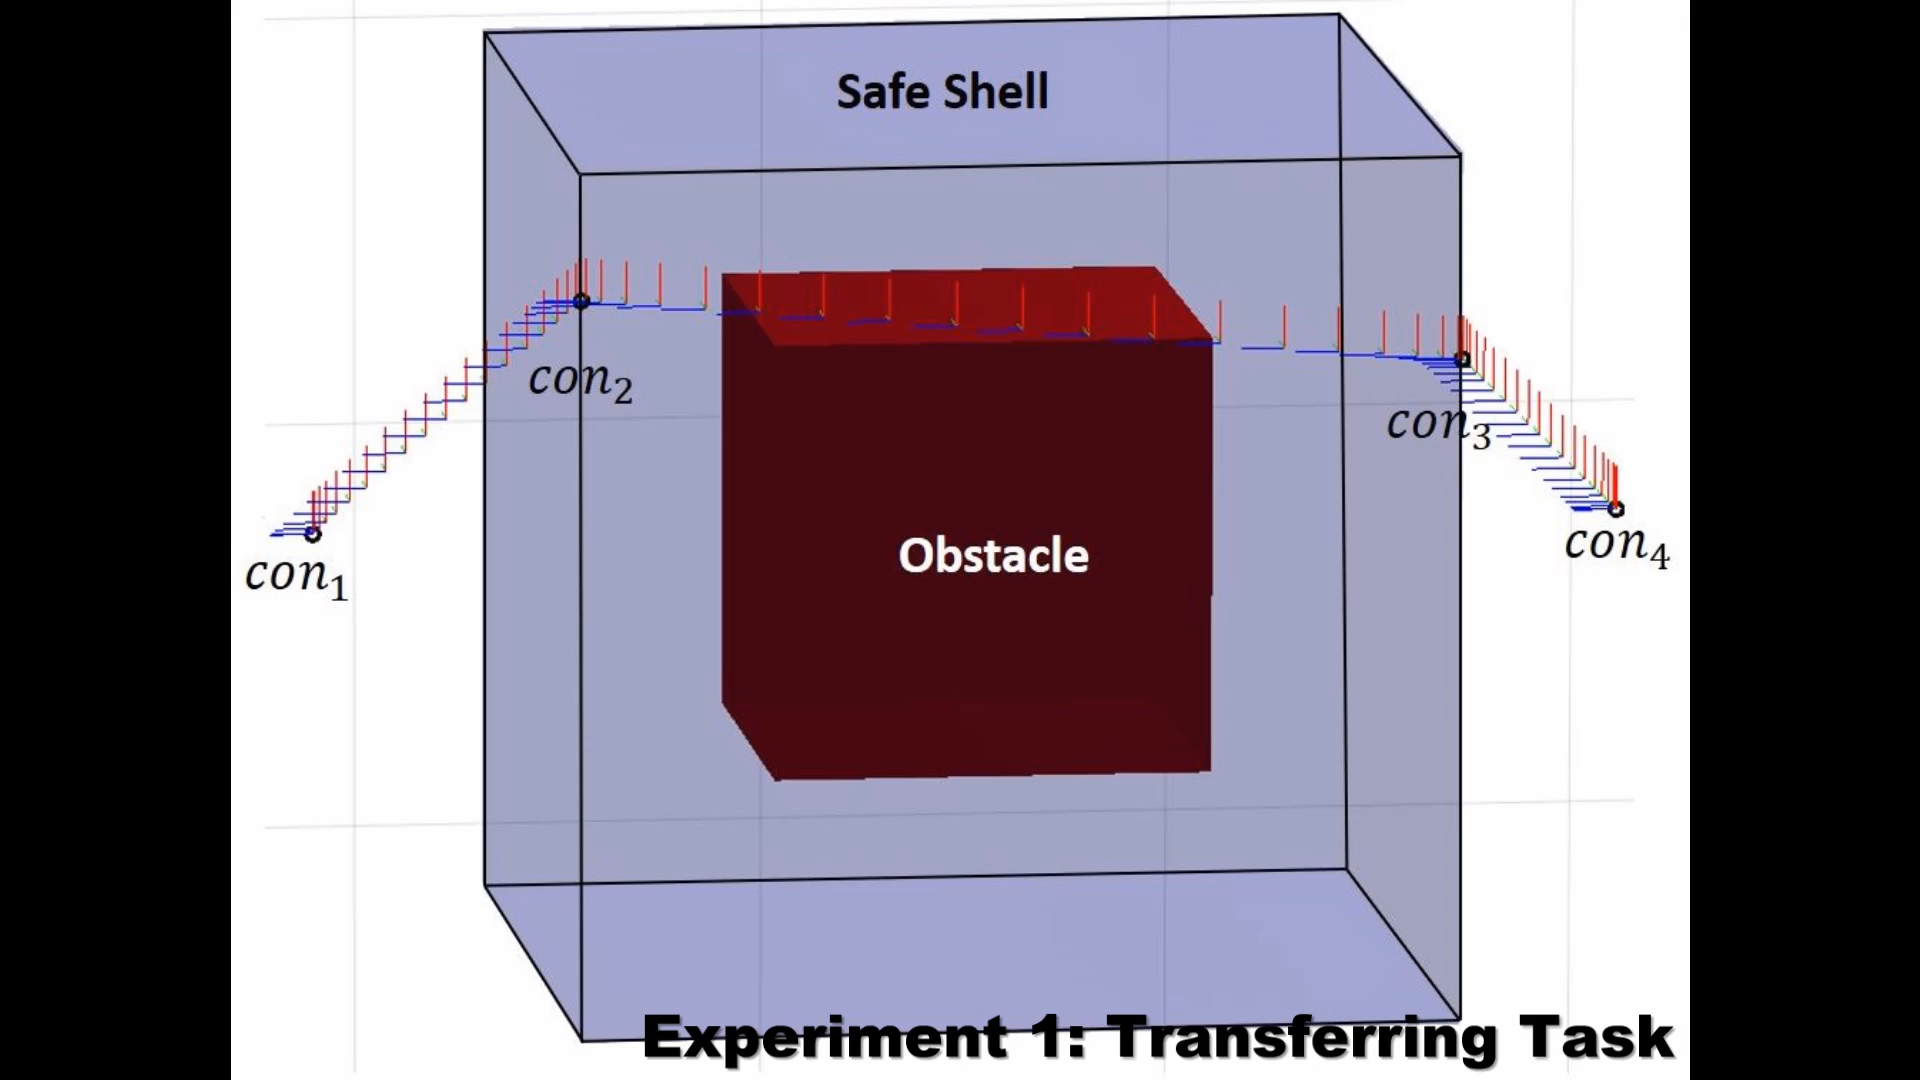 Safe Shell
con₂
con₃
Obstacle
con₄
con₁
Experiment 1: Transferring Task